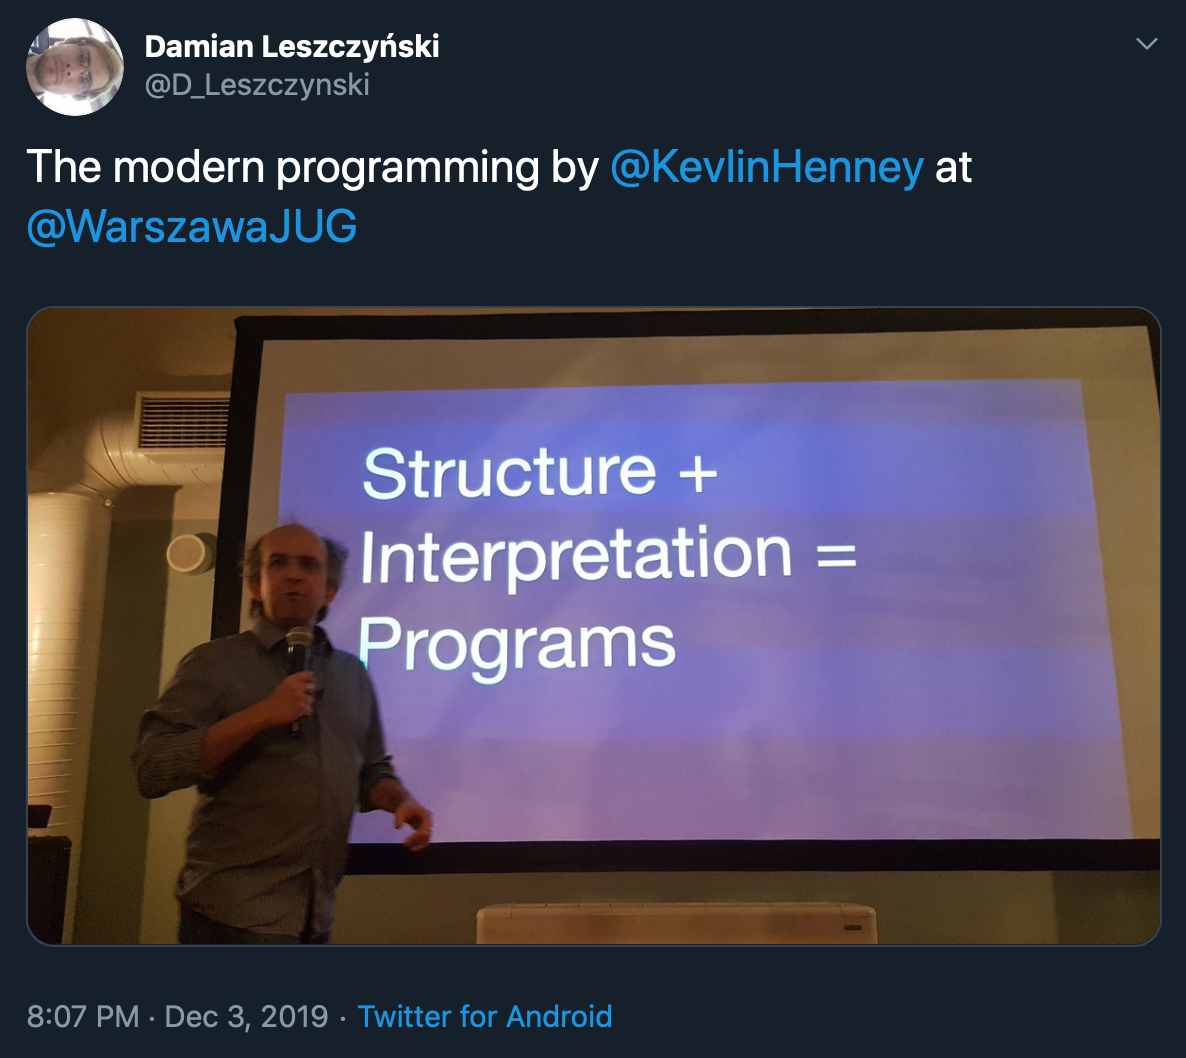 Damian Leszczyński
@D_Leszczynski
The modern programming by @KevlinHenney at
@WarszawaJUG
Structure +
Interpretation =
Programs
8:07 PM · Dec 3, 2019 · Twitter for Android